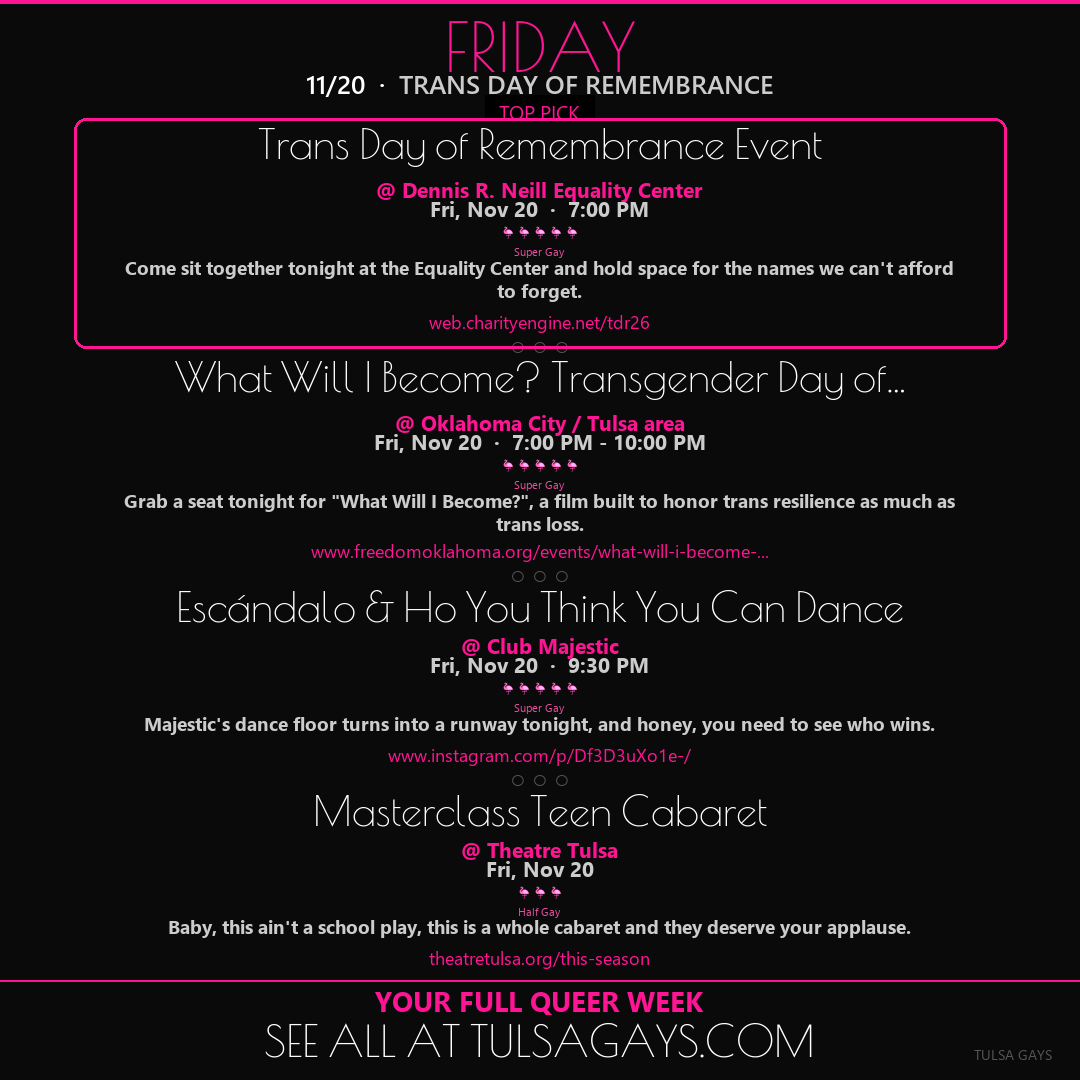 FRIDAY
11/20 · TRANS DAY OF REMEMBRANCE
TOP PICK
Trans Day of Remembrance Event
@ Dennis R. Neill Equality Center
Fri, Nov 20 · 7:00 PM
Super Gay
Come sit together tonight at the Equality Center and hold space for the names we can't afford
to forget.
web.charityengine.net/tdr26
What Will I Become? Transgender Day of...
@ Oklahoma City / Tulsa area
Fri, Nov 20 · 7:00 PM - 10:00 PM
Super Gay
Grab a seat tonight for "What Will I Become?", a film built to honor trans resilience as much as
trans loss.
www.freedomoklahoma.org/events/what-will-i-become-...
Escándalo & Ho You Think You Can Dance
@ Club Majestic
Fri, Nov 20 · 9:30 PM
Super Gay
Majestic's dance floor turns into a runway tonight, and honey, you need to see who wins.
www.instagram.com/p/Df3D3uXo1e-/
Masterclass Teen Cabaret
@ Theatre Tulsa
Fri, Nov 20
Half Gay
Baby, this ain't a school play, this is a whole cabaret and they deserve your applause.
theatretulsa.org/this-season
YOUR FULL QUEER WEEK
SEE ALL AT TULSAGAYS.COM
TULSA GAYS